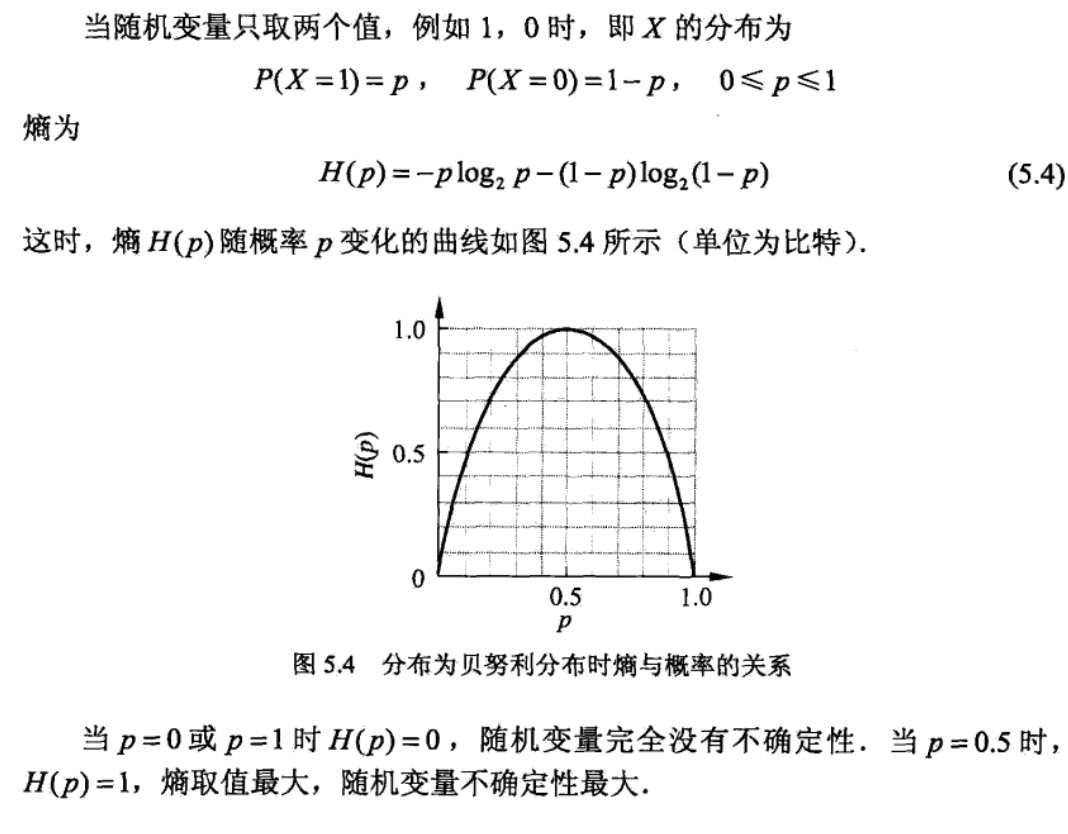 当随机变量只取两个值，例如 1，0 时，即 X 的分布为
P(X=1)=p， P(X=0)=1−p， 0⩽p⩽1
熵为
H(p)=−p log₂ p−(1−p)log₂(1−p) (5.4)
这时，熵 H(p) 随概率 p 变化的曲线如图 5.4 所示（单位为比特）.
1.0
H(p) 0.5
0
0.5 1.0
p
图 5.4 分布为贝努利分布时熵与概率的关系
当 p=0 或 p=1 时 H(p)=0，随机变量完全没有不确定性．当 p=0.5 时，
H(p)=1，熵取值最大，随机变量不确定性最大．